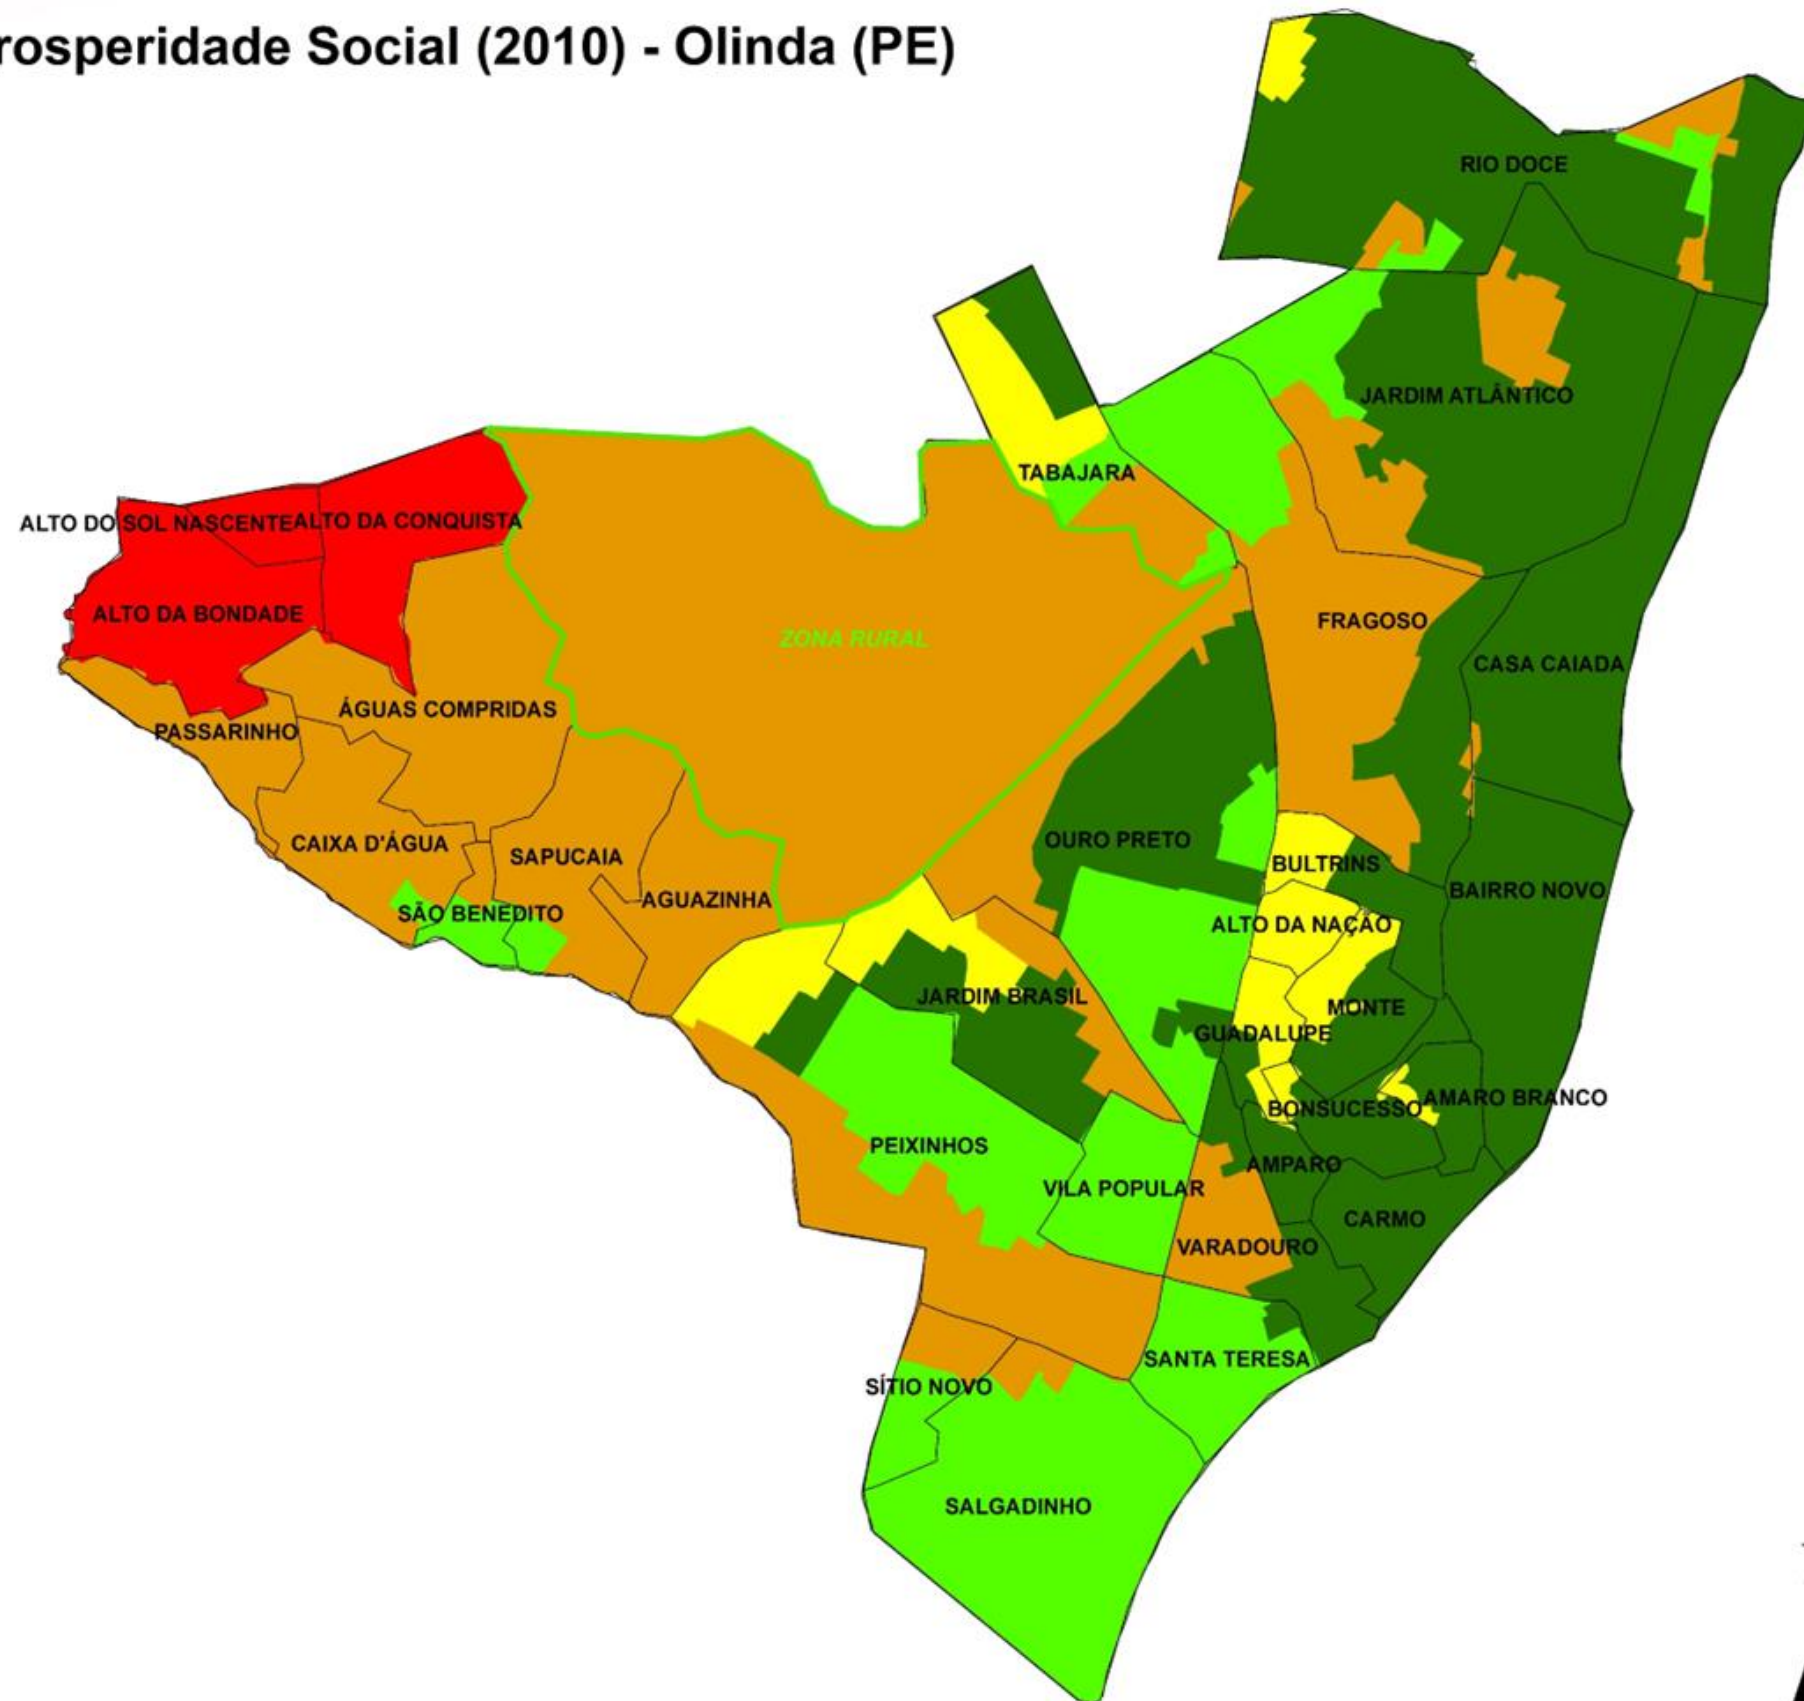 rosperidade Social (2010) - Olinda (PE)
RIO DOCE
JARDIM ATLÂNTICO
TABAJARA
ALTO DO SOL NASCENTE
ALTO DA CONQUISTA
ALTO DA BONDADE
FRAGOSO
ZONA RURAL
CASA CAIADA
ÁGUAS COMPRIDAS
PASSARINHO
OURO PRETO
CAIXA D'ÁGUA
SAPUCAIA
BULTRINS
BAIRRO NOVO
AGUAZINHA
SÃO BENEDITO
ALTO DA NAÇÃO
JARDIM BRASIL
MONTE
GUADALUPE
AMARO BRANCO
BONSUCESSO
PEIXINHOS
AMPARO
VILA POPULAR
CARMO
VARADOURO
SANTA TERESA
SÍTIO NOVO
SALGADINHO